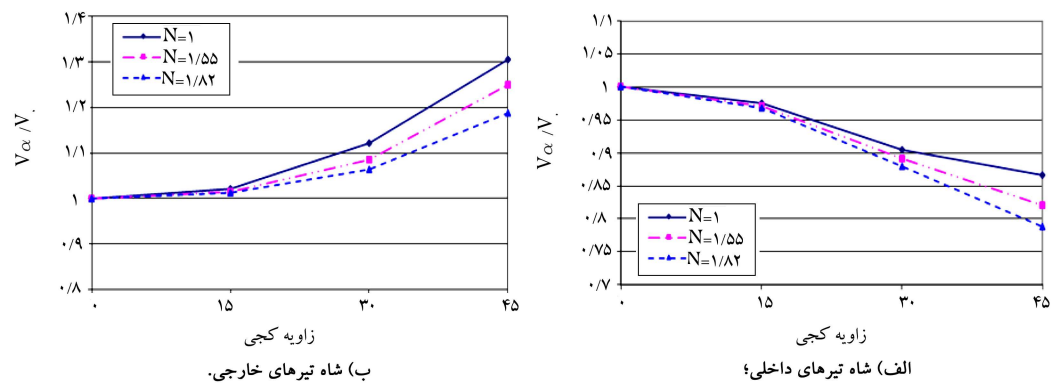 ۱/۴
۱/۳
۱/۲
۱/۱
۱
۰/۹
۰/۸
N=۱
N=۱/۵۵
N=۱/۸۲
Vα/V۰
۰ ۱۵ ۳۰ ۴۵
زاویه کجی
ب) شاه تیرهای خارجی.
۱/۱
۱/۰۵
۱
۰/۹۵
۰/۹
۰/۸۵
۰/۸
۰/۷۵
۰/۷
N=۱
N=۱/۵۵
N=۱/۸۲
Vα/V۰
۰ ۱۵ ۳۰ ۴۵
زاویه کجی
الف) شاه تیرهای داخلی؛